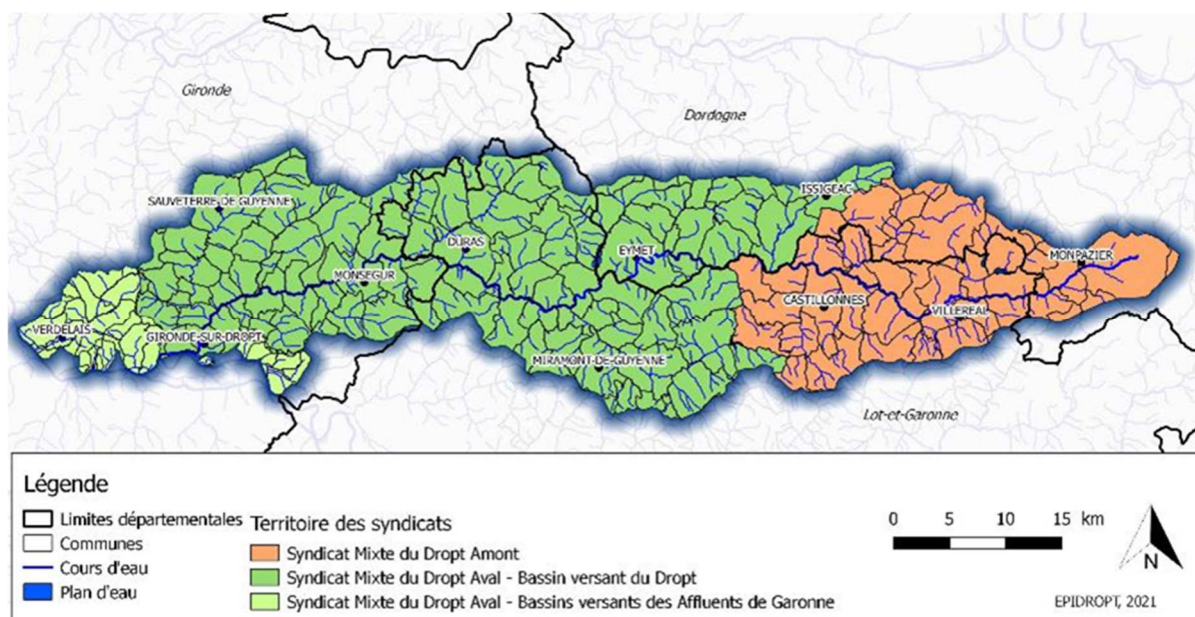 Gironde
Dordogne
SAUVETERRE-DE-GUYENNE
ISSIGEAC
DURAS
EYMET
MONSEGUR
MONPAZIER
CASTILLONNES
VILLEREAL
VERDELAIS
GIRONDE-SUR-DROPT
MIRAMONT-DE-GUYENNE
Lot-et-Garonne
Légende
Limites départementales
Communes
Cours d'eau
Plan d'eau
Territoire des syndicats
Syndicat Mixte du Dropt Amont
Syndicat Mixte du Dropt Aval - Bassin versant du Dropt
Syndicat Mixte du Dropt Aval - Bassins versants des Affluents de Garonne
0 5 10 15 km
N
EPIDROPT, 2021